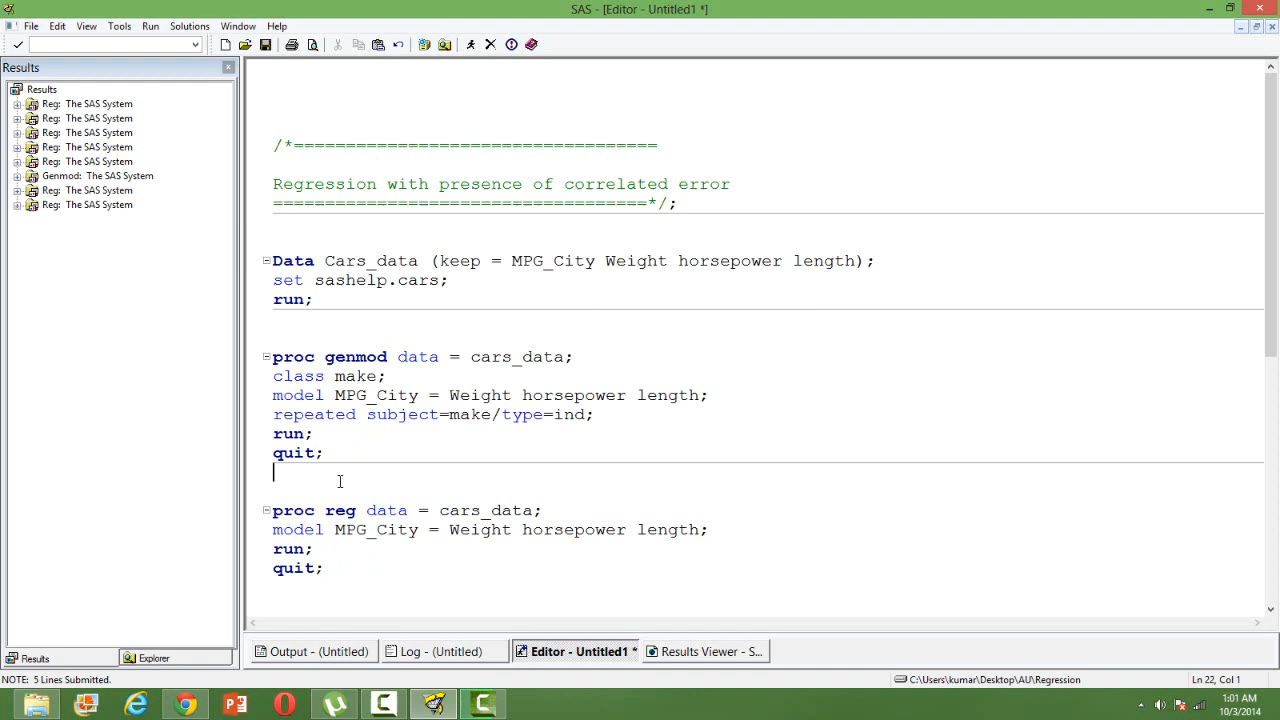 SAS - [Editor - Untitled1 *]
File Edit View Tools Run Solutions Window Help
Results
Results
Reg: The SAS System
Reg: The SAS System
Reg: The SAS System
Reg: The SAS System
Reg: The SAS System
Genmod: The SAS System
Reg: The SAS System
Reg: The SAS System
/*===================================
Regression with presence of correlated error
====================================*/;
Data Cars_data (keep = MPG_City Weight horsepower length);
set sashelp.cars;
run;
proc genmod data = cars_data;
class make;
model MPG_City = Weight horsepower length;
repeated subject=make/type=ind;
run;
quit;
proc reg data = cars_data;
model MPG_City = Weight horsepower length;
run;
quit;
Results Explorer
Output - (Untitled) Log - (Untitled) Editor - Untitled1 * Results Viewer - S...
NOTE: 5 Lines Submitted. C:\Users\kumar\Desktop\AU\Regression Ln 22, Col 1
1:01 AM
10/3/2014